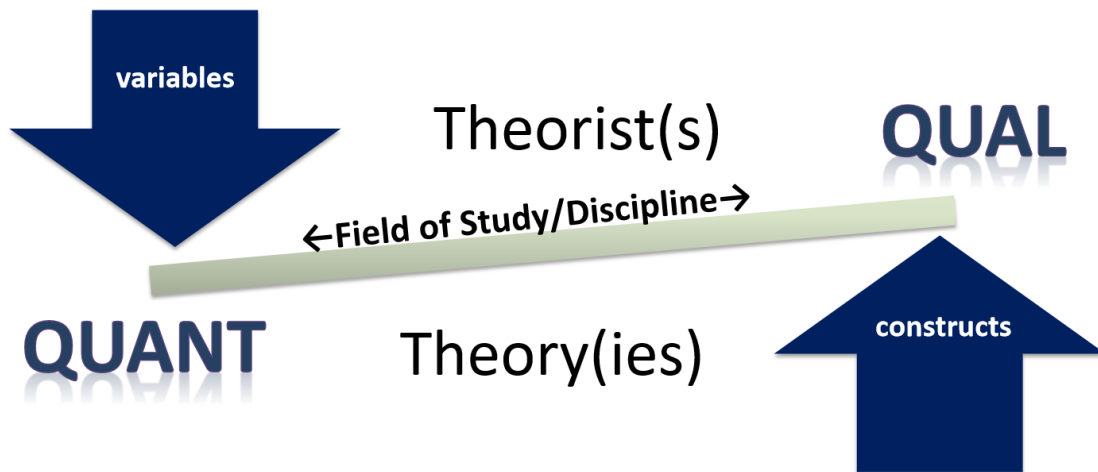 variables
Theorist(s)
QUAL
←Field of Study/Discipline→
QUANT
Theory(ies)
constructs